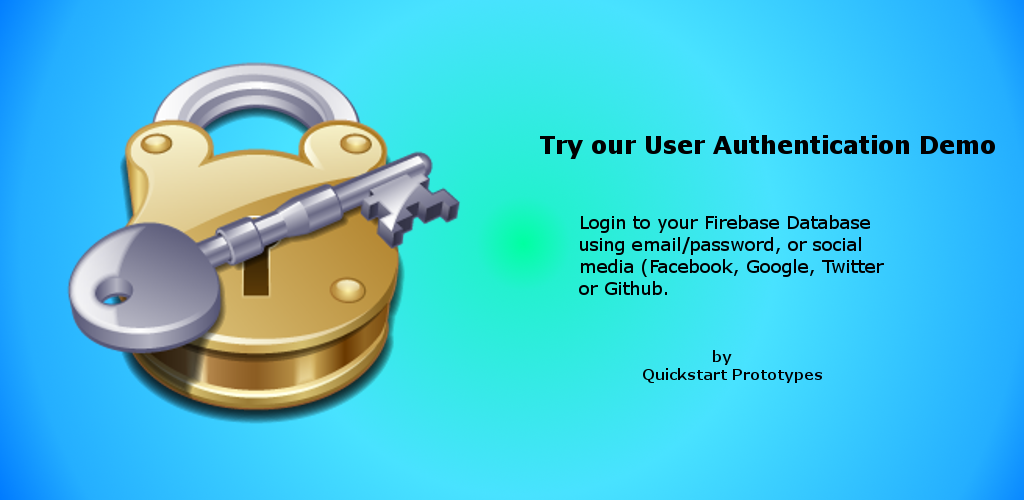 Try our User Authentication Demo
Login to your Firebase Database
using email/password, or social
media (Facebook, Google, Twitter
or Github.
by
Quickstart Prototypes